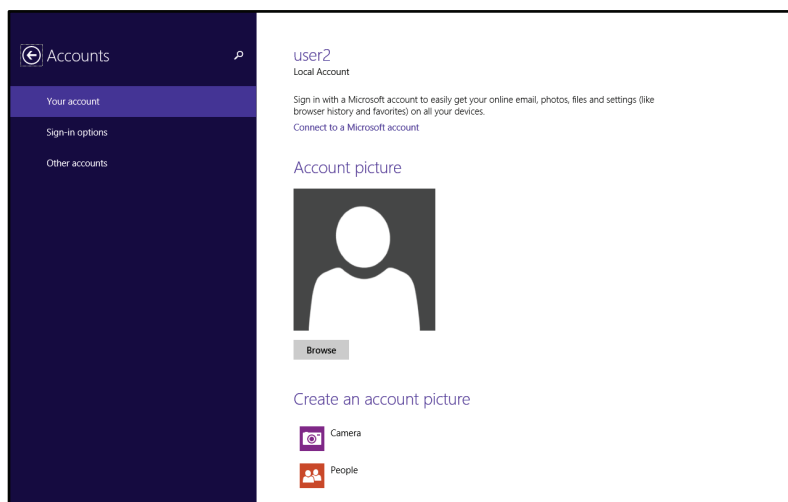 Accounts
Your account
Sign-in options
Other accounts
user2
Local Account
Sign in with a Microsoft account to easily get your online email, photos, files and settings (like
browser history and favorites) on all your devices.
Connect to a Microsoft account
Account picture
Browse
Create an account picture
Camera
People